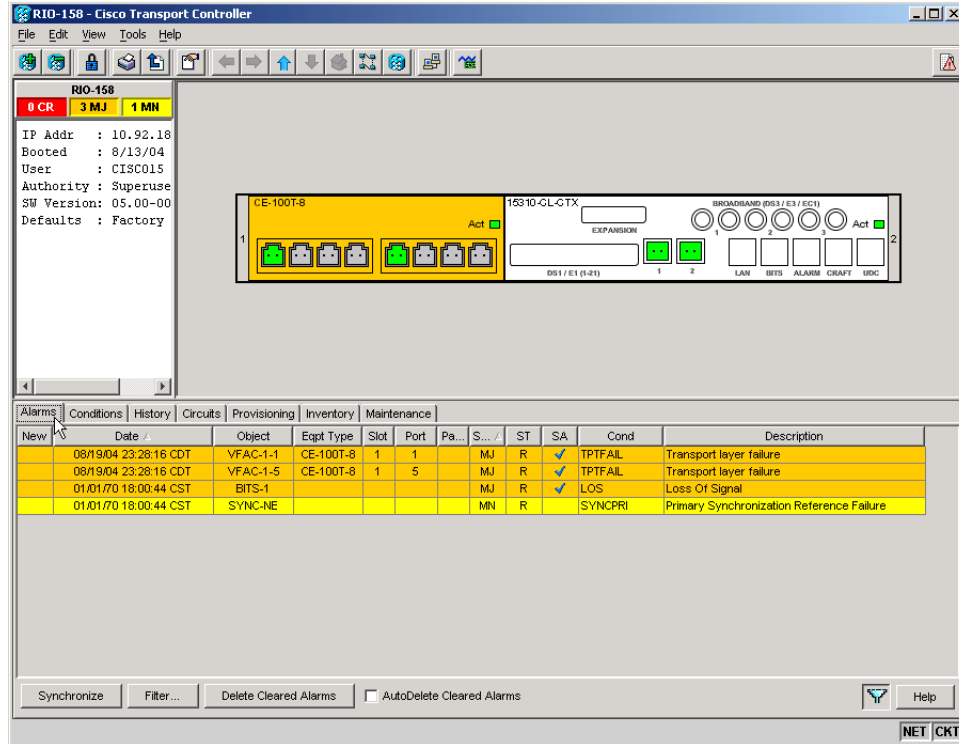 RIO-158 - Cisco Transport Controller
File Edit View Tools Help
RIO-158
0 CR 3 MJ 1 MN
IP Addr : 10.92.18
Booted : 8/13/04
User : CISCO15
Authority : Superuse
SW Version: 05.00-00
Defaults : Factory
CE-100T-8
Act
1
15310-CL-CTX
EXPANSION
DS1 / E1 (1-21)
1 2
BROADBAND (DS3 / E3 / EC1)
1 2 3
Act
LAN BITS ALARM CRAFT UDC
2
Alarms Conditions History Circuits Provisioning Inventory Maintenance
New Date Object Eqpt Type Slot Port Pa... S... ST SA Cond Description
08/19/04 23:28:16 CDT VFAC-1-1 CE-100T-8 1 1 MJ R TPTFAIL Transport layer failure
08/19/04 23:28:16 CDT VFAC-1-5 CE-100T-8 1 5 MJ R TPTFAIL Transport layer failure
01/01/70 18:00:44 CST BITS-1 MJ R LOS Loss Of Signal
01/01/70 18:00:44 CST SYNC-NE MN R SYNCPRI Primary Synchronization Reference Failure
Synchronize Filter... Delete Cleared Alarms AutoDelete Cleared Alarms Help
NET CKT